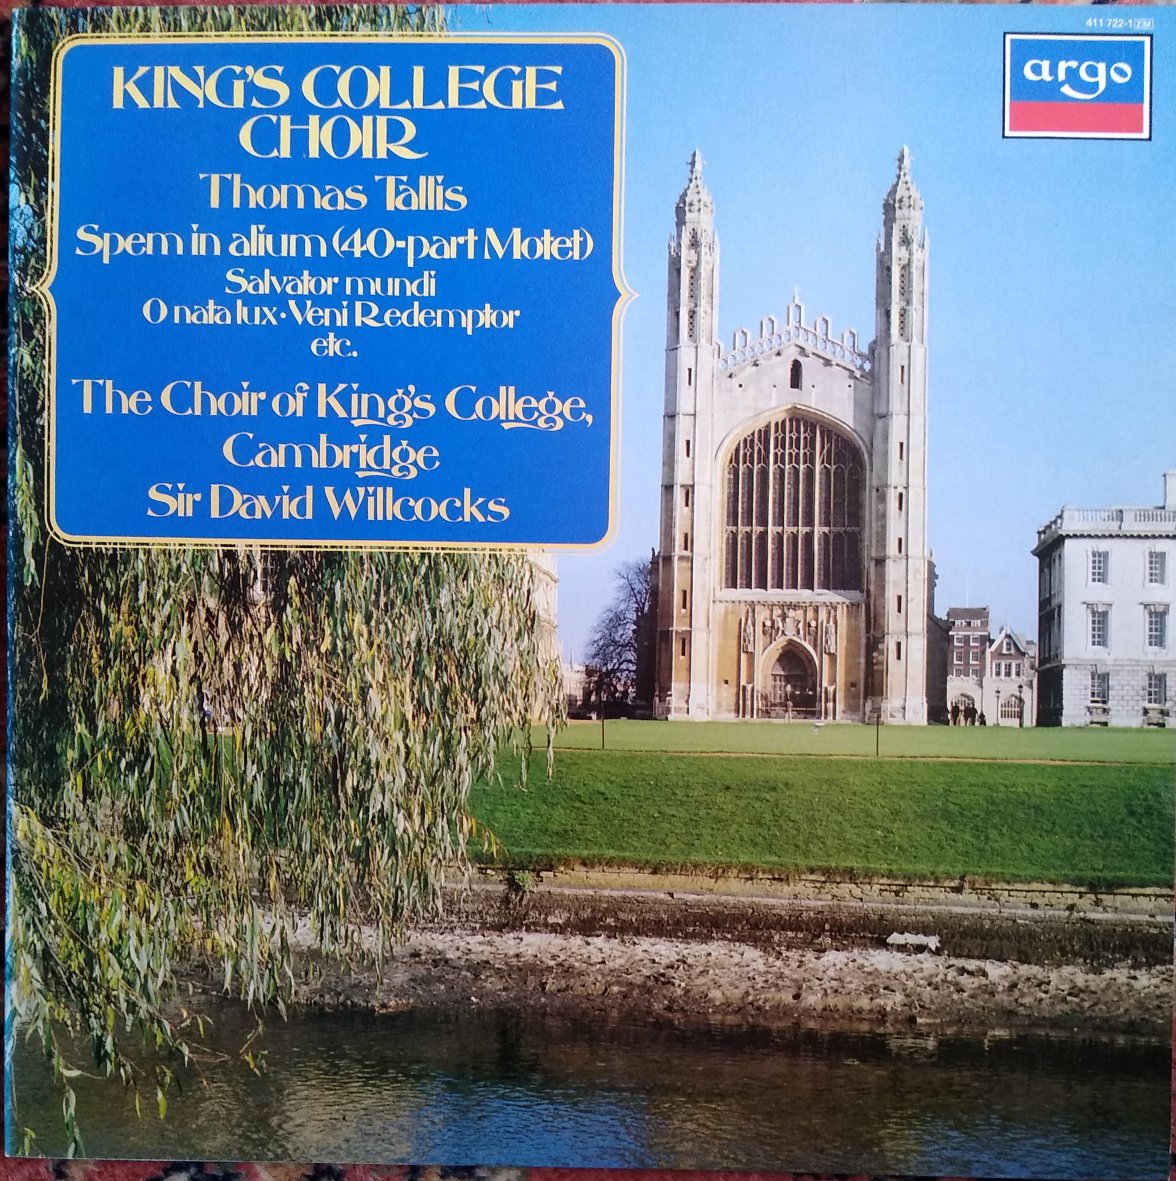 411 722-1 ZM
argo
KING'S COLLEGE
CHOIR
Thomas Tallis
Spem in alium (40-part Motet)
Salvator mundi
O nata lux·Veni Redemptor
etc.
The Choir of King's College,
Cambridge
Sir David Willcocks